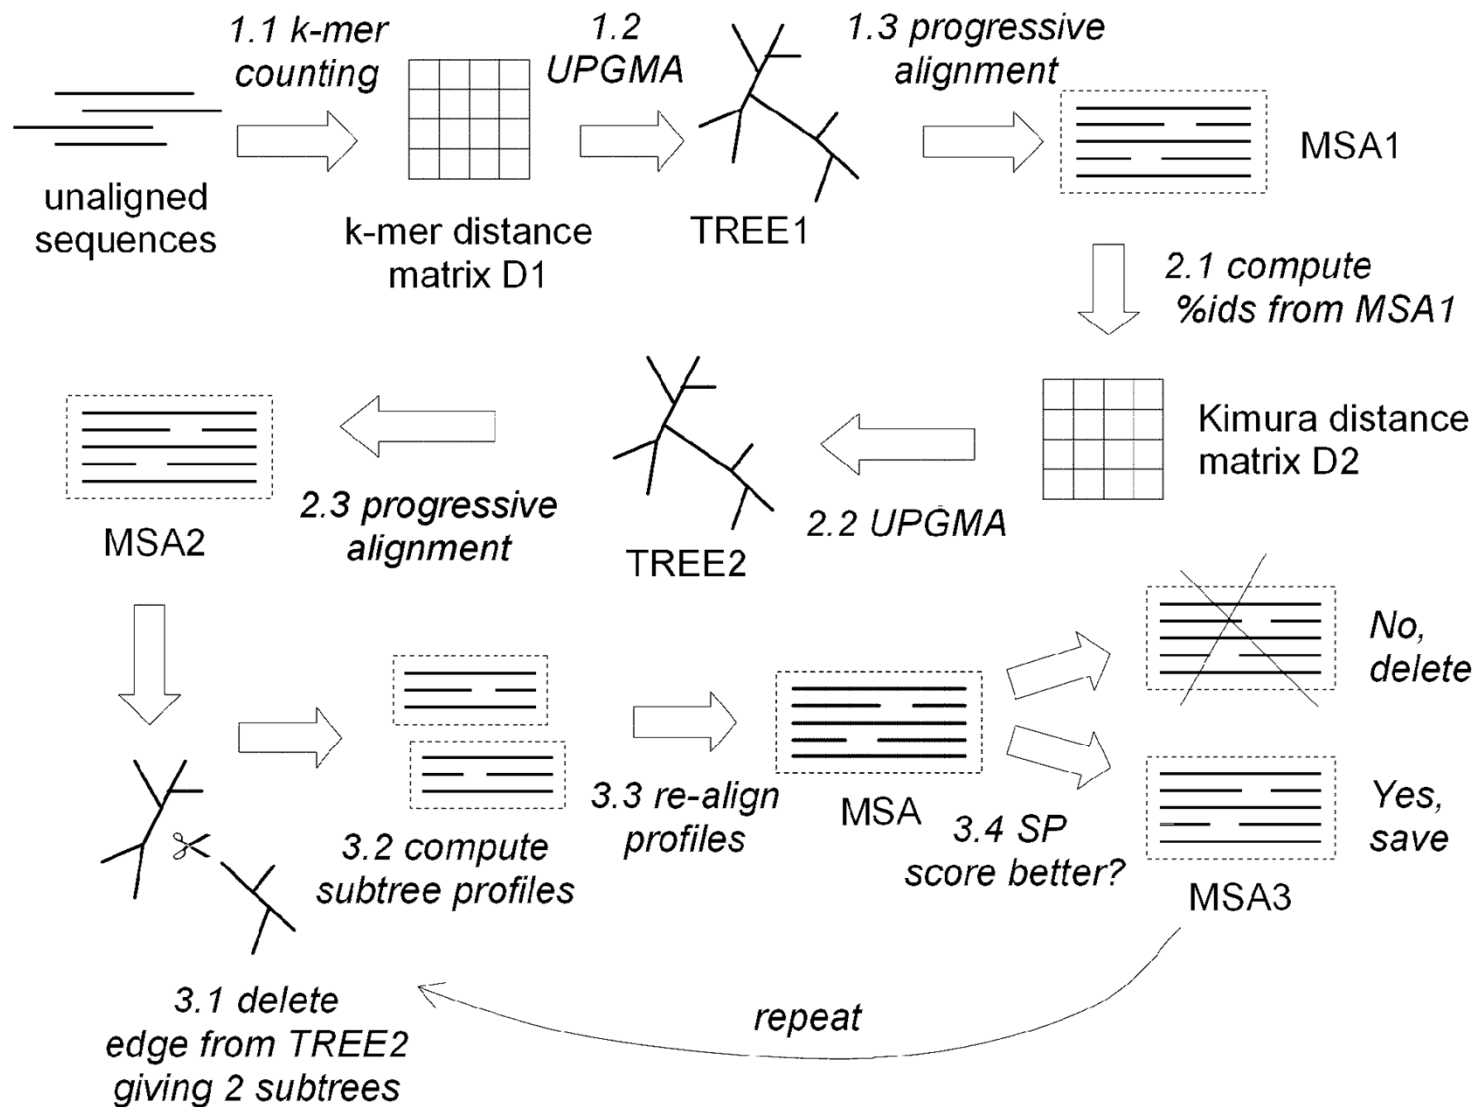 1.1 k-mer
counting
1.2
UPGMA
1.3 progressive
alignment
unaligned
sequences
k-mer distance
matrix D1
TREE1
MSA1
2.1 compute
%ids from MSA1
Kimura distance
matrix D2
2.2 UPGMA
TREE2
2.3 progressive
alignment
MSA2
3.1 delete
edge from TREE2
giving 2 subtrees
3.2 compute
subtree profiles
3.3 re-align
profiles
MSA
3.4 SP
score better?
No,
delete
Yes,
save
MSA3
repeat